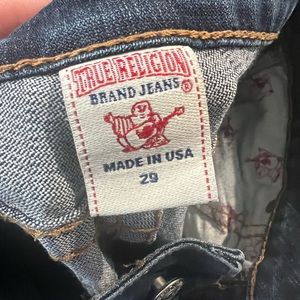 TRUE RELIGION®
BRAND JEANS
MADE IN USA
29